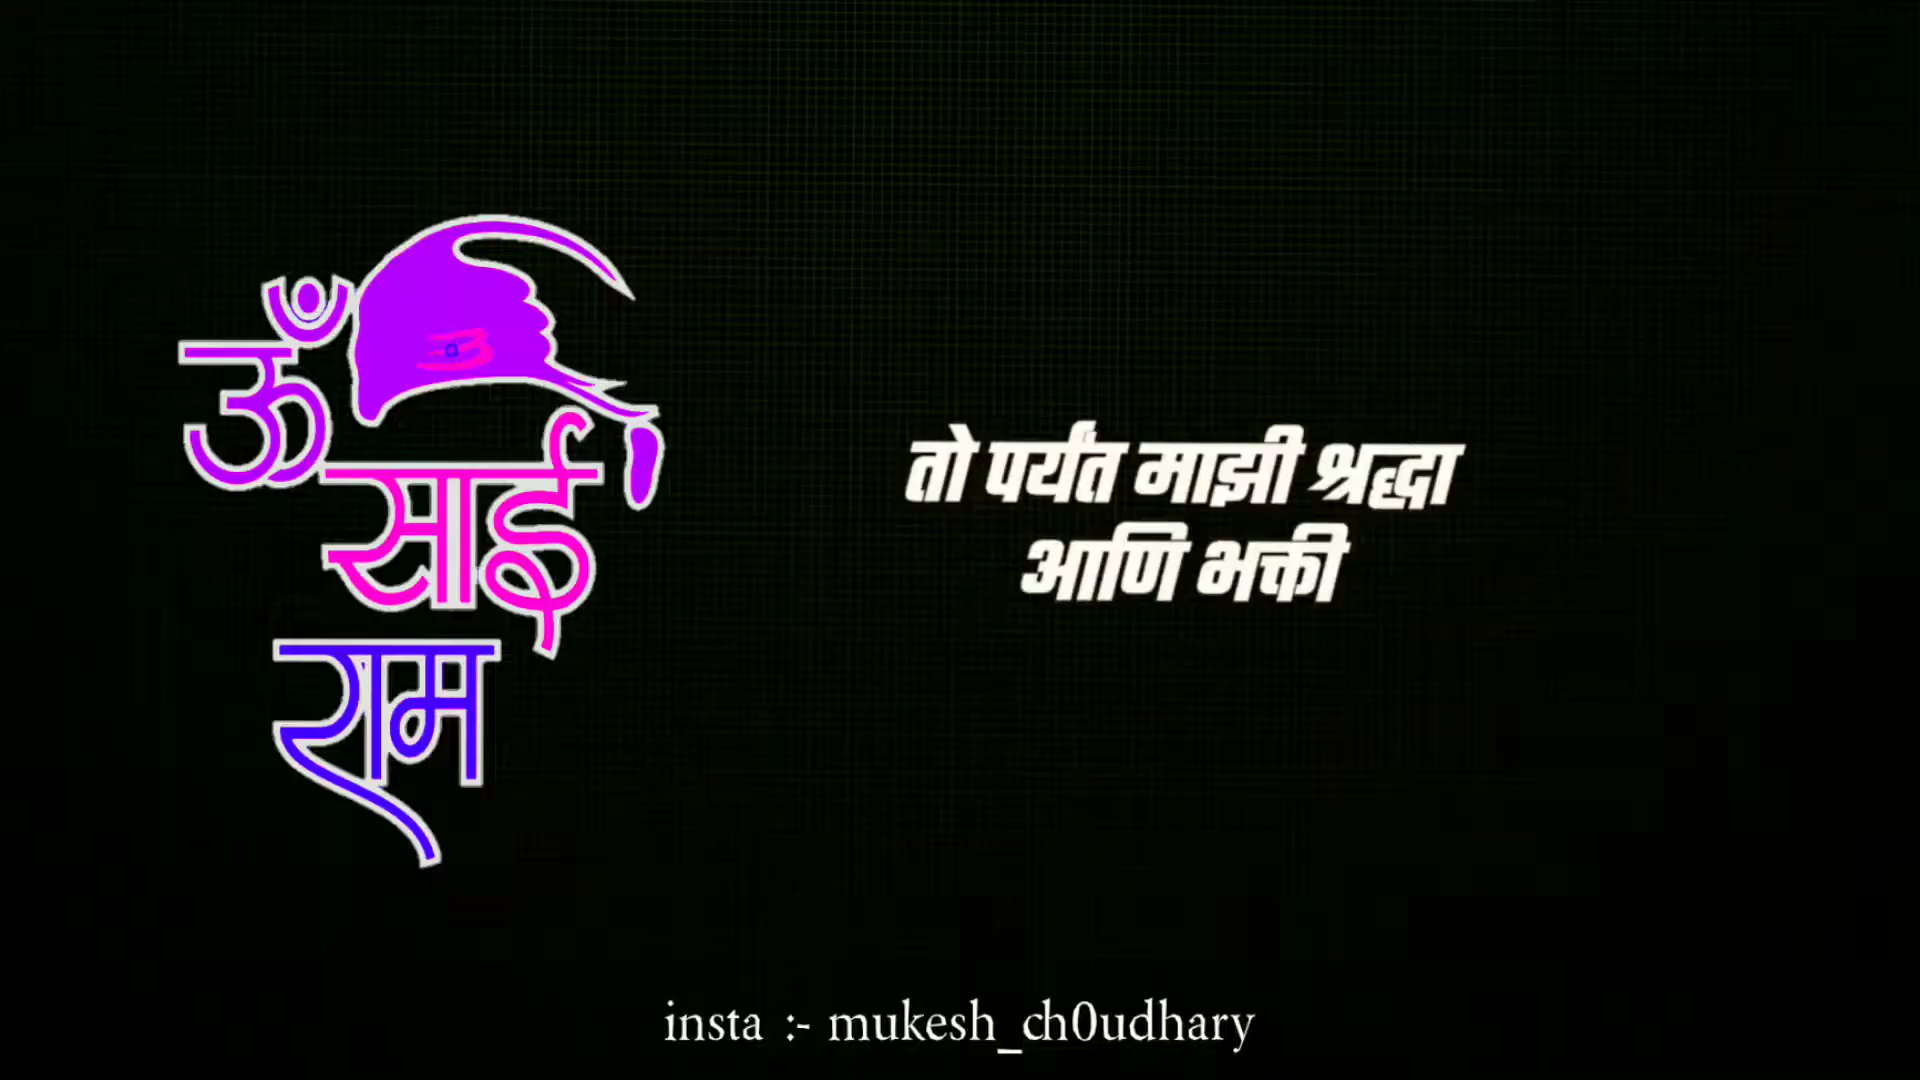 ॐ
साई
राम
तो पर्यंत माझी श्रद्धा
आणि भक्ती
insta :- mukesh_ch0udhary